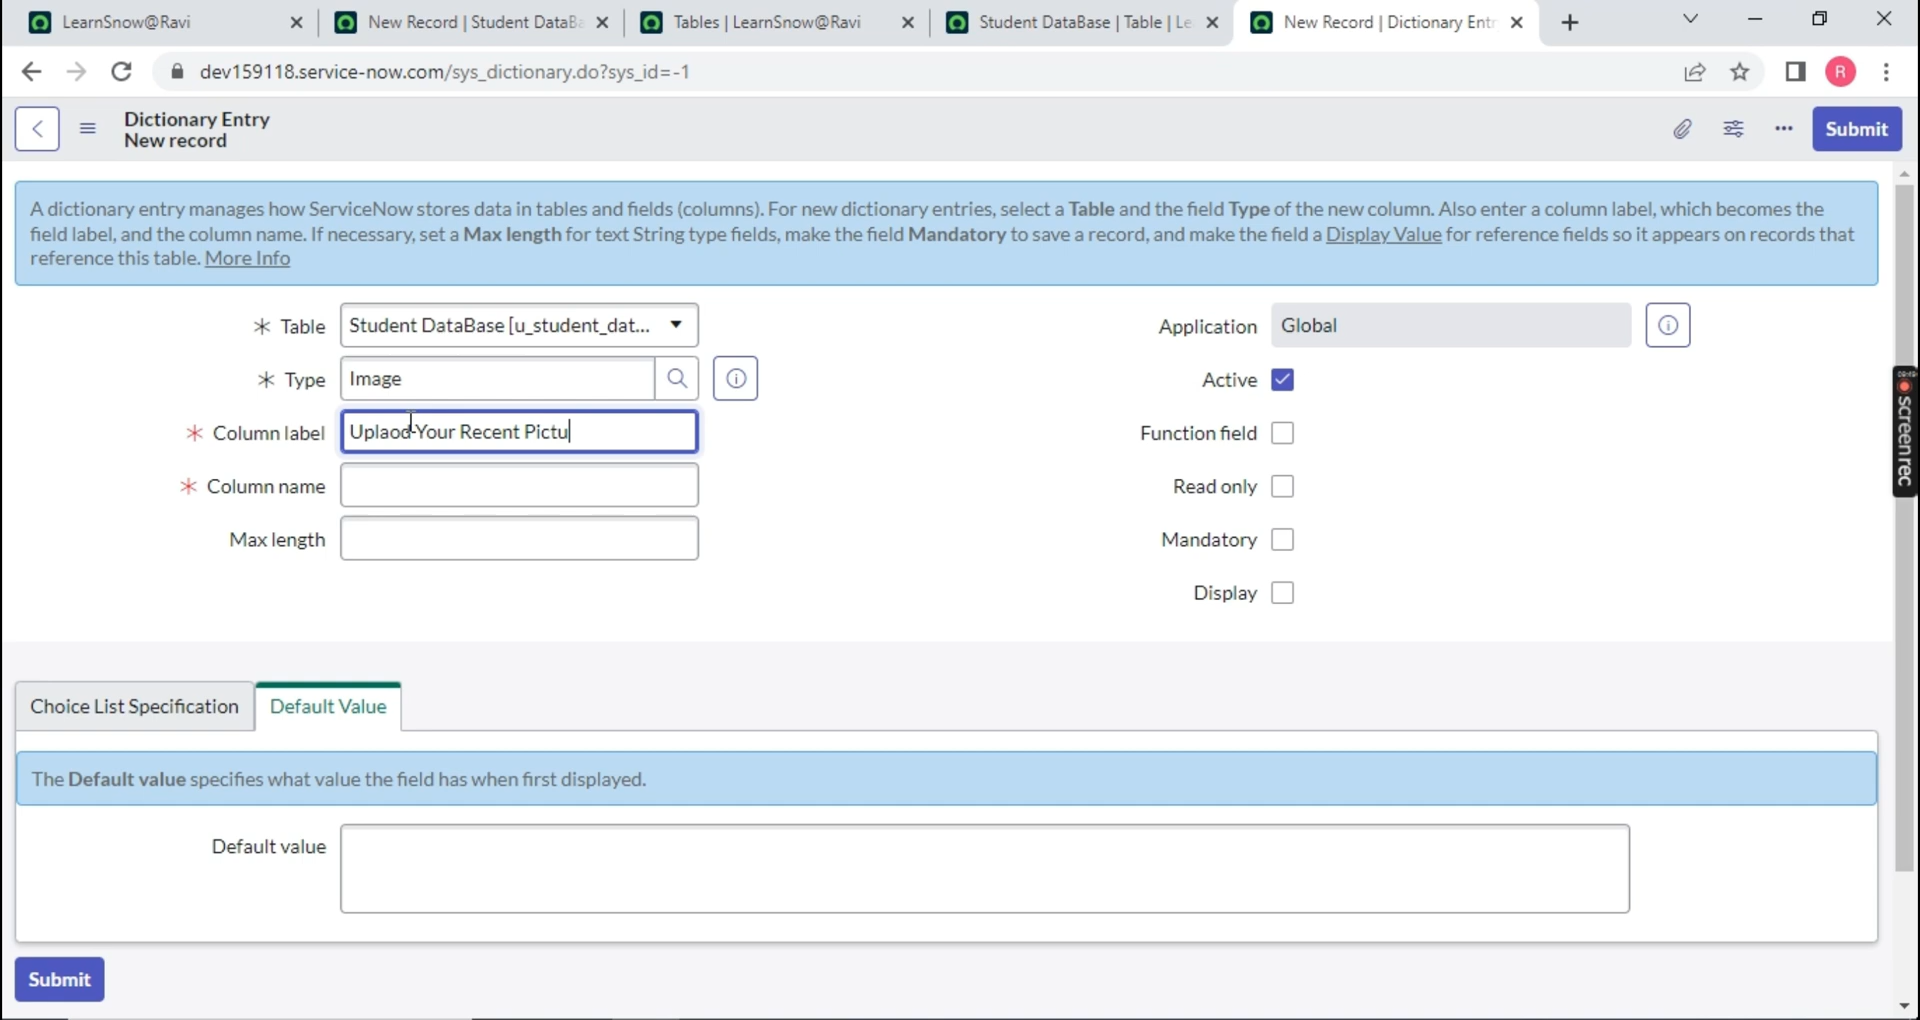 LearnSnow@Ravi
New Record | Student DataBa
Tables | LearnSnow@Ravi
Student DataBase | Table | Le
New Record | Dictionary Entr
dev159118.service-now.com/sys_dictionary.do?sys_id=-1
R
Dictionary Entry
New record
Submit
A dictionary entry manages how ServiceNow stores data in tables and fields (columns). For new dictionary entries, select a Table and the field Type of the new column. Also enter a column label, which becomes the
field label, and the column name. If necessary, set a Max length for text String type fields, make the field Mandatory to save a record, and make the field a Display Value for reference fields so it appears on records that
reference this table. More Info
Table
Student DataBase [u_student_dat...
Application
Global
Type
Image
Active
Column label
Uplaod Your Recent Pictu
Function field
Column name
Read only
Max length
Mandatory
Display
screenrec
Choice List Specification
Default Value
The Default value specifies what value the field has when first displayed.
Default value
Submit